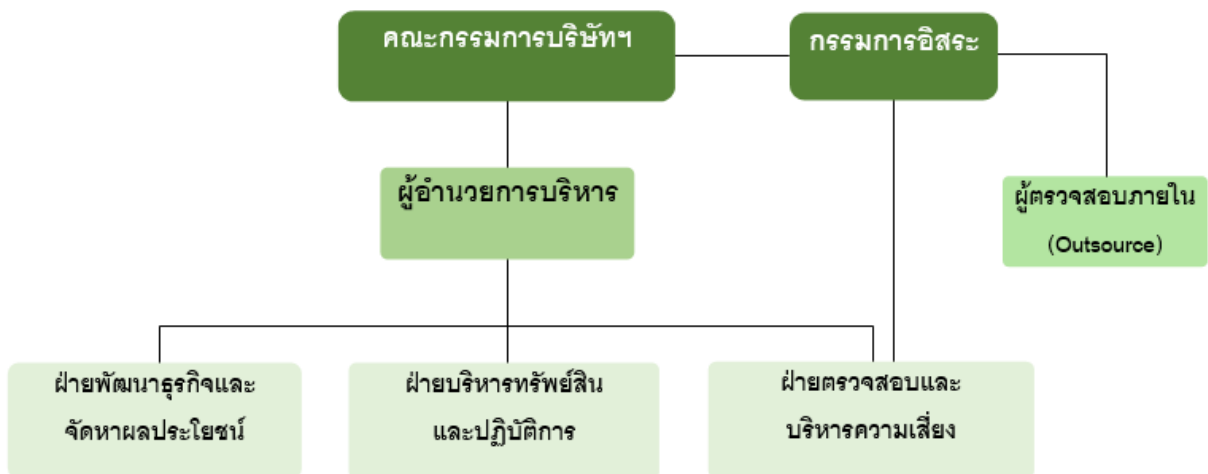 คณะกรรมการบริษัทฯ
กรรมการอิสระ
ผู้อำนวยการบริหาร
ผู้ตรวจสอบภายใน
(Outsource)
ฝ่ายพัฒนาธุรกิจและ
จัดหาผลประโยชน์
ฝ่ายบริหารทรัพย์สิน
และปฏิบัติการ
ฝ่ายตรวจสอบและ
บริหารความเสี่ยง